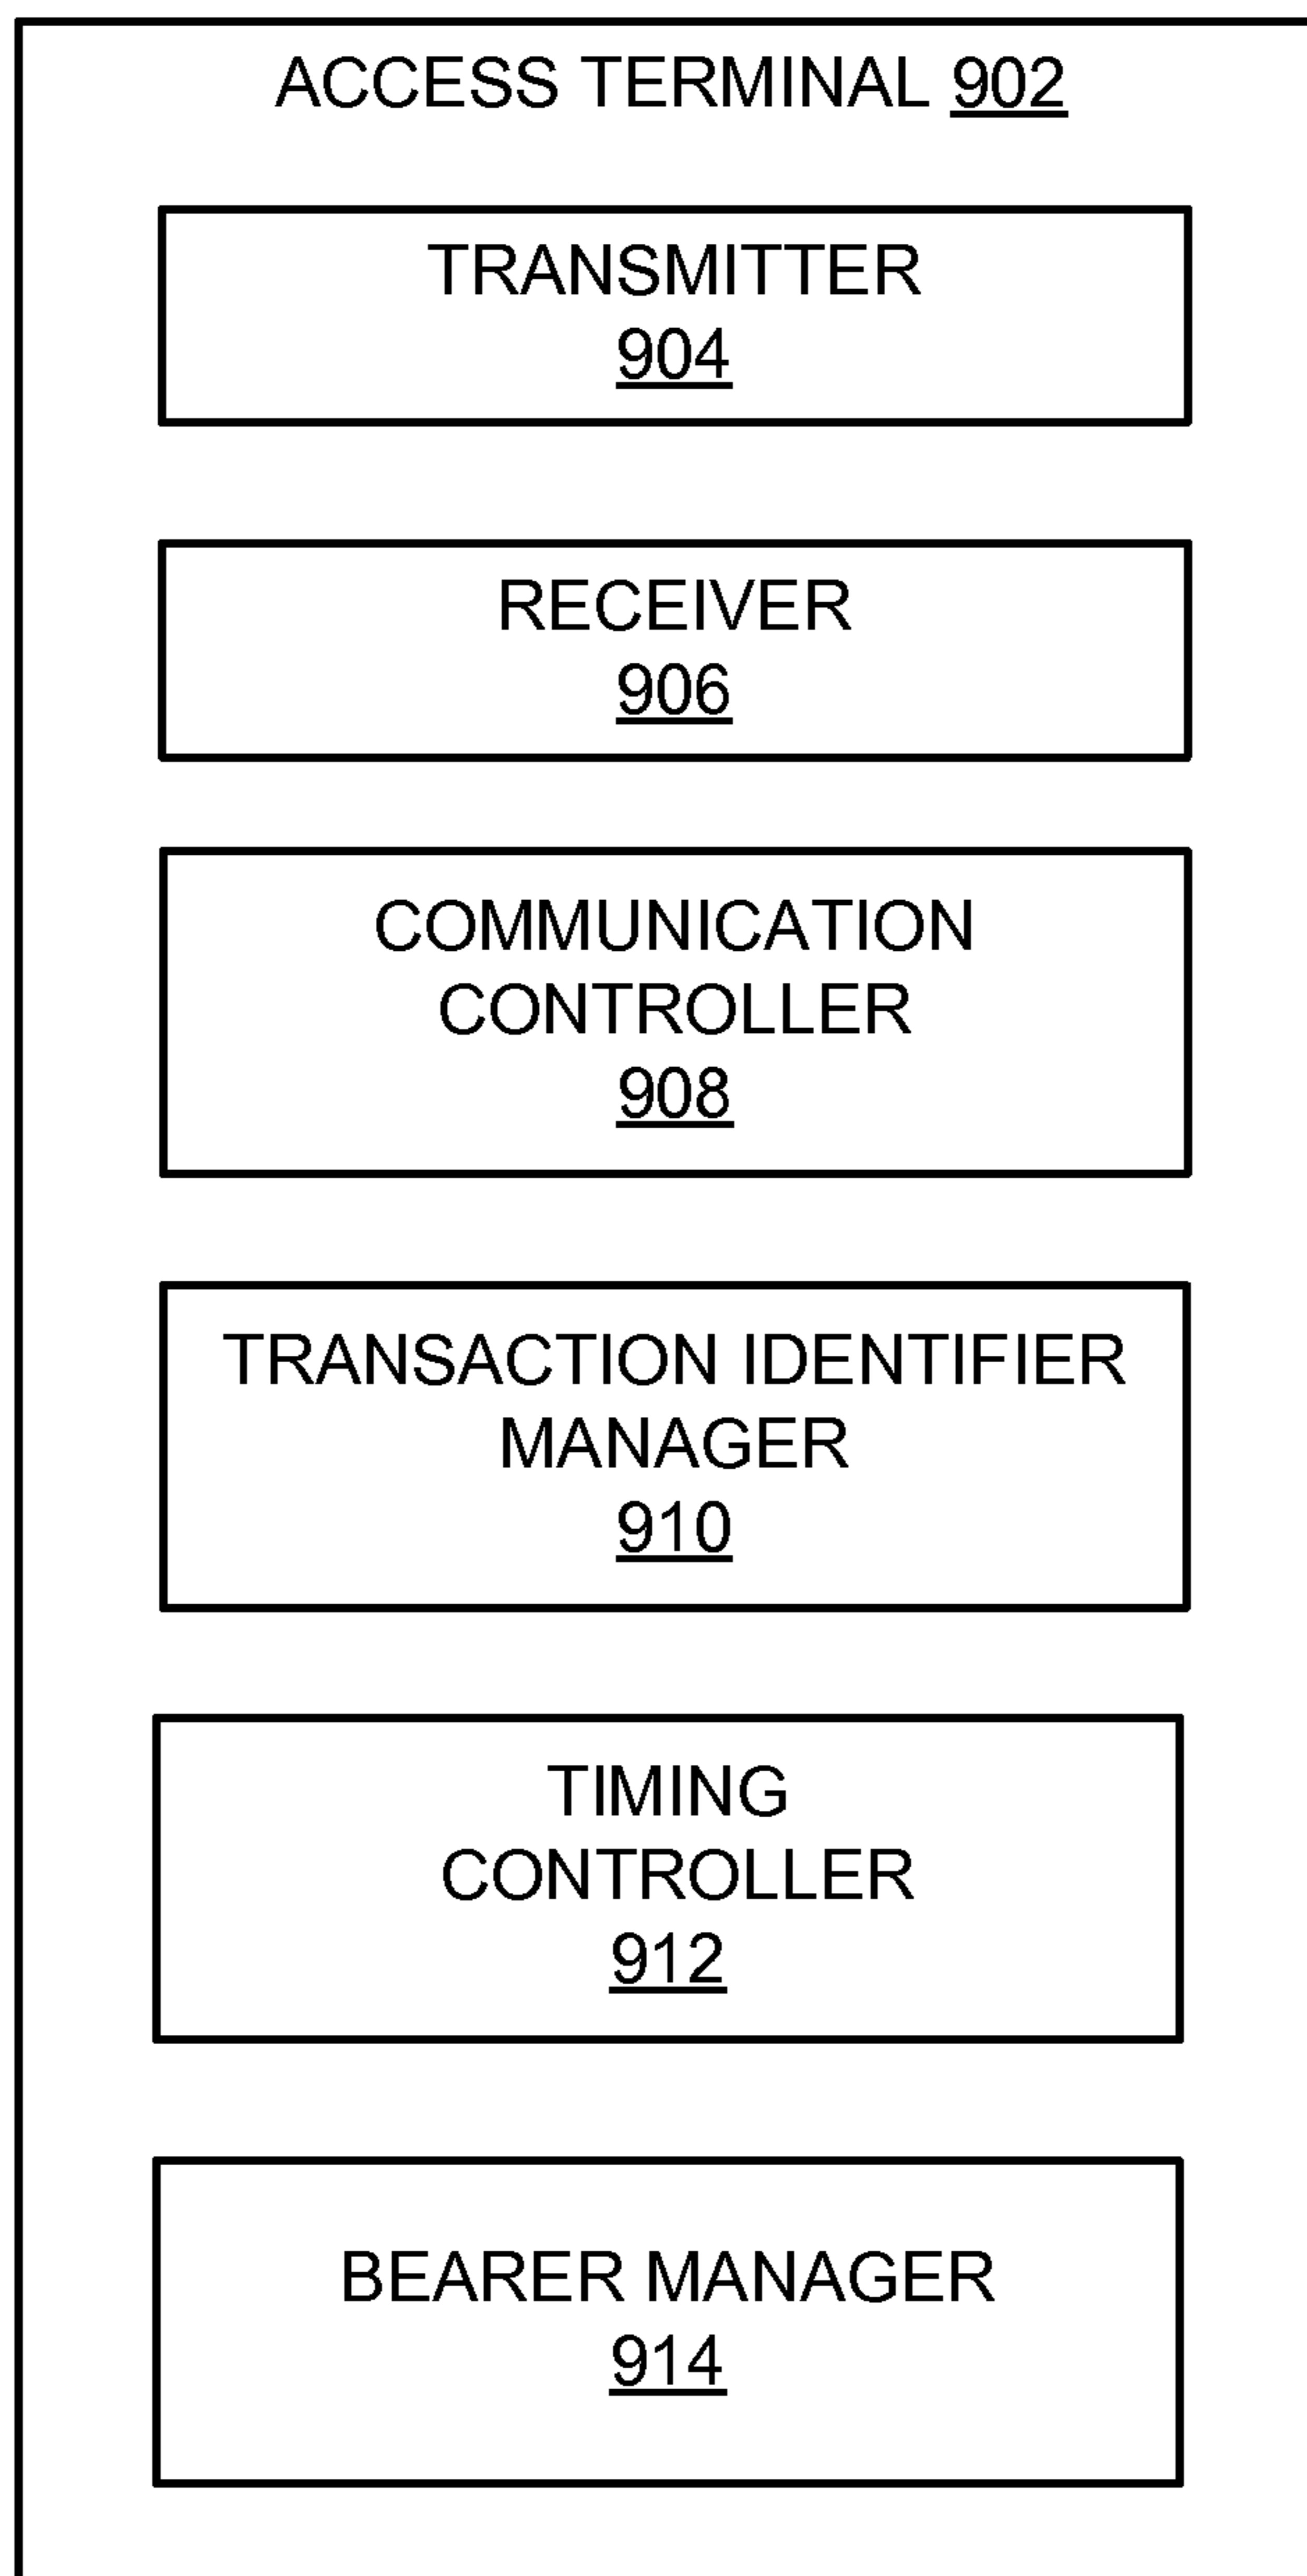 ACCESS TERMINAL 902
TRANSMITTER
904
RECEIVER
906
COMMUNICATION
CONTROLLER
908
TRANSACTION IDENTIFIER
MANAGER
910
TIMING
CONTROLLER
912
BEARER MANAGER
914